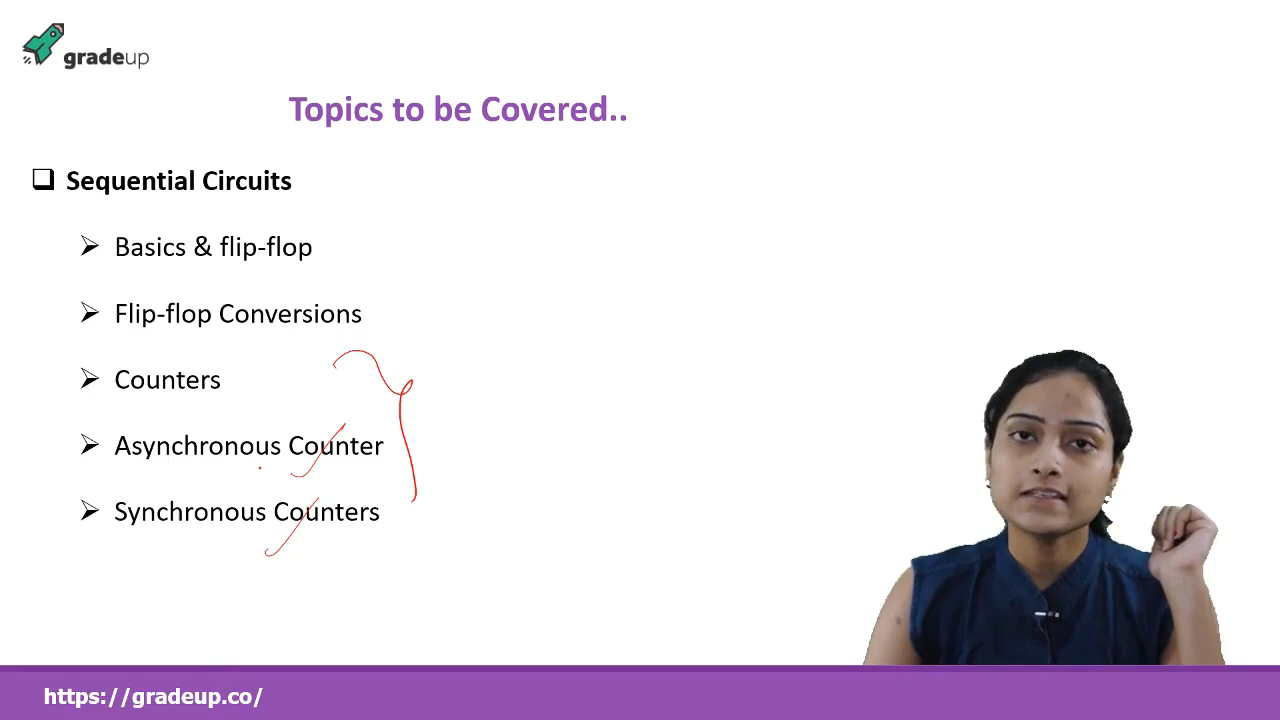 gradeup
Topics to be Covered..
Sequential Circuits
Basics & flip-flop
Flip-flop Conversions
Counters
Asynchronous Counter
Synchronous Counters
https://gradeup.co/